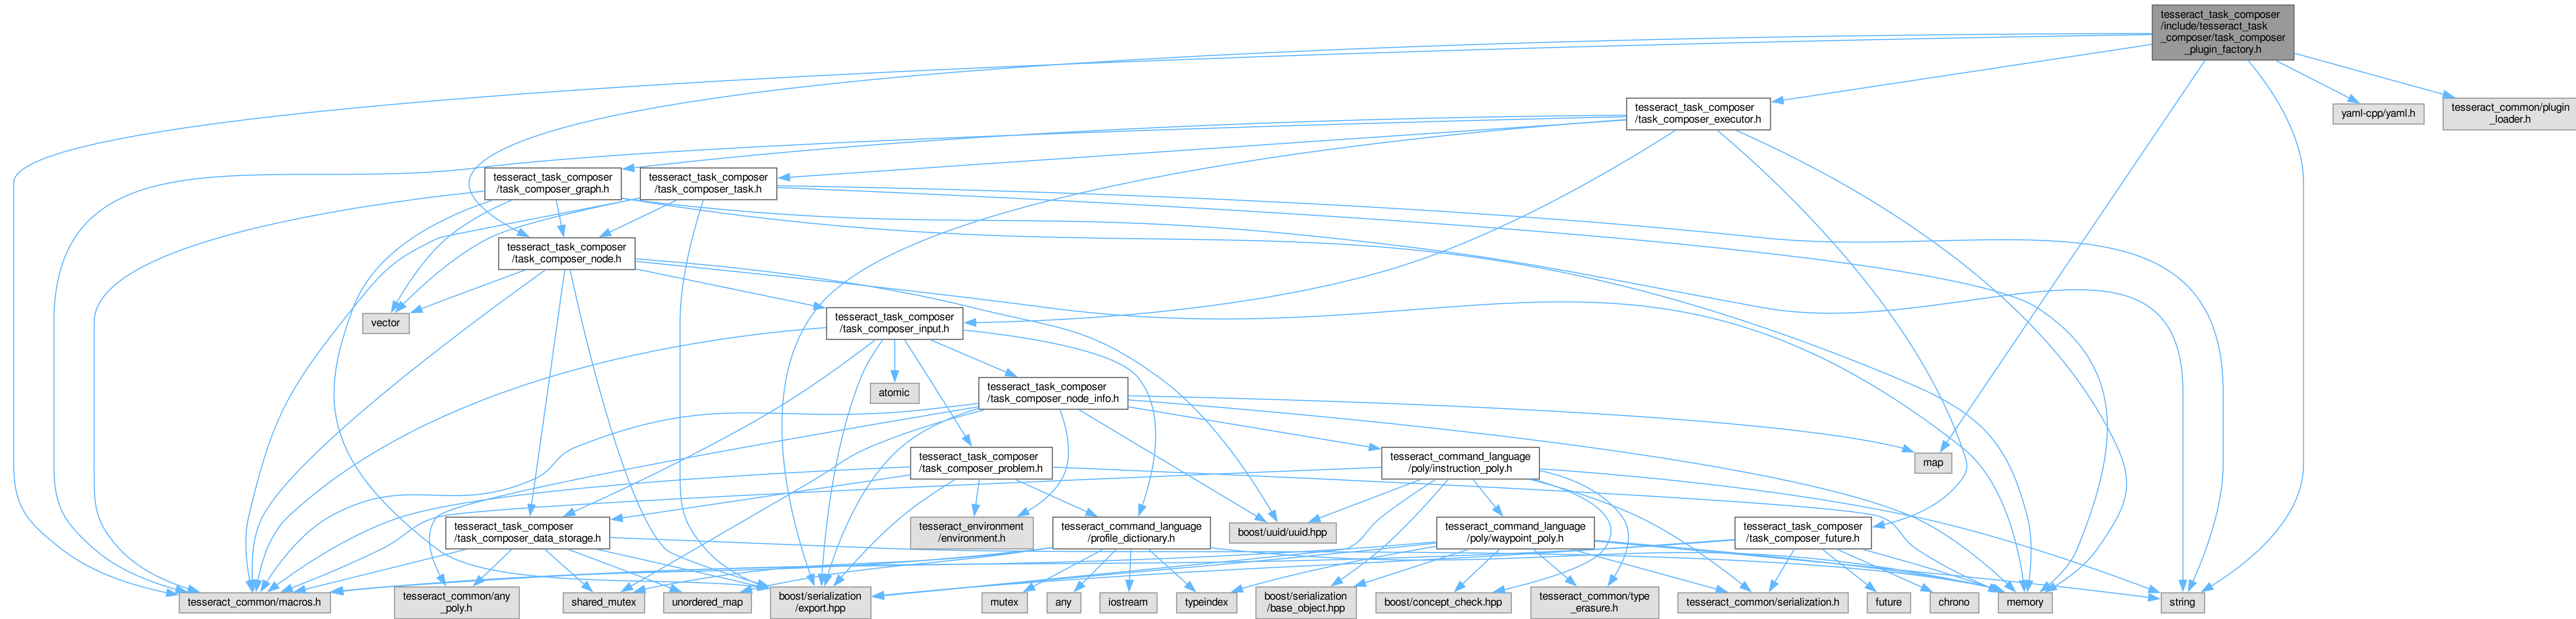 tesseract_task_composer
/include/tesseract_task
_composer/task_composer
_plugin_factory.h
tesseract_task_composer
/task_composer_executor.h
yaml-cpp/yaml.h
tesseract_common/plugin
_loader.h
tesseract_task_composer
/task_composer_graph.h
tesseract_task_composer
/task_composer_task.h
tesseract_task_composer
/task_composer_node.h
vector
tesseract_task_composer
/task_composer_input.h
atomic
tesseract_task_composer
/task_composer_node_info.h
tesseract_task_composer
/task_composer_problem.h
tesseract_command_language
/poly/instruction_poly.h
map
tesseract_task_composer
/task_composer_data_storage.h
tesseract_environment
/environment.h
tesseract_command_language
/profile_dictionary.h
boost/uuid/uuid.hpp
tesseract_command_language
/poly/waypoint_poly.h
tesseract_task_composer
/task_composer_future.h
tesseract_common/macros.h
tesseract_common/any
_poly.h
shared_mutex
unordered_map
boost/serialization
/export.hpp
mutex
any
iostream
typeindex
boost/serialization
/base_object.hpp
boost/concept_check.hpp
tesseract_common/type
_erasure.h
tesseract_common/serialization.h
future
chrono
memory
string